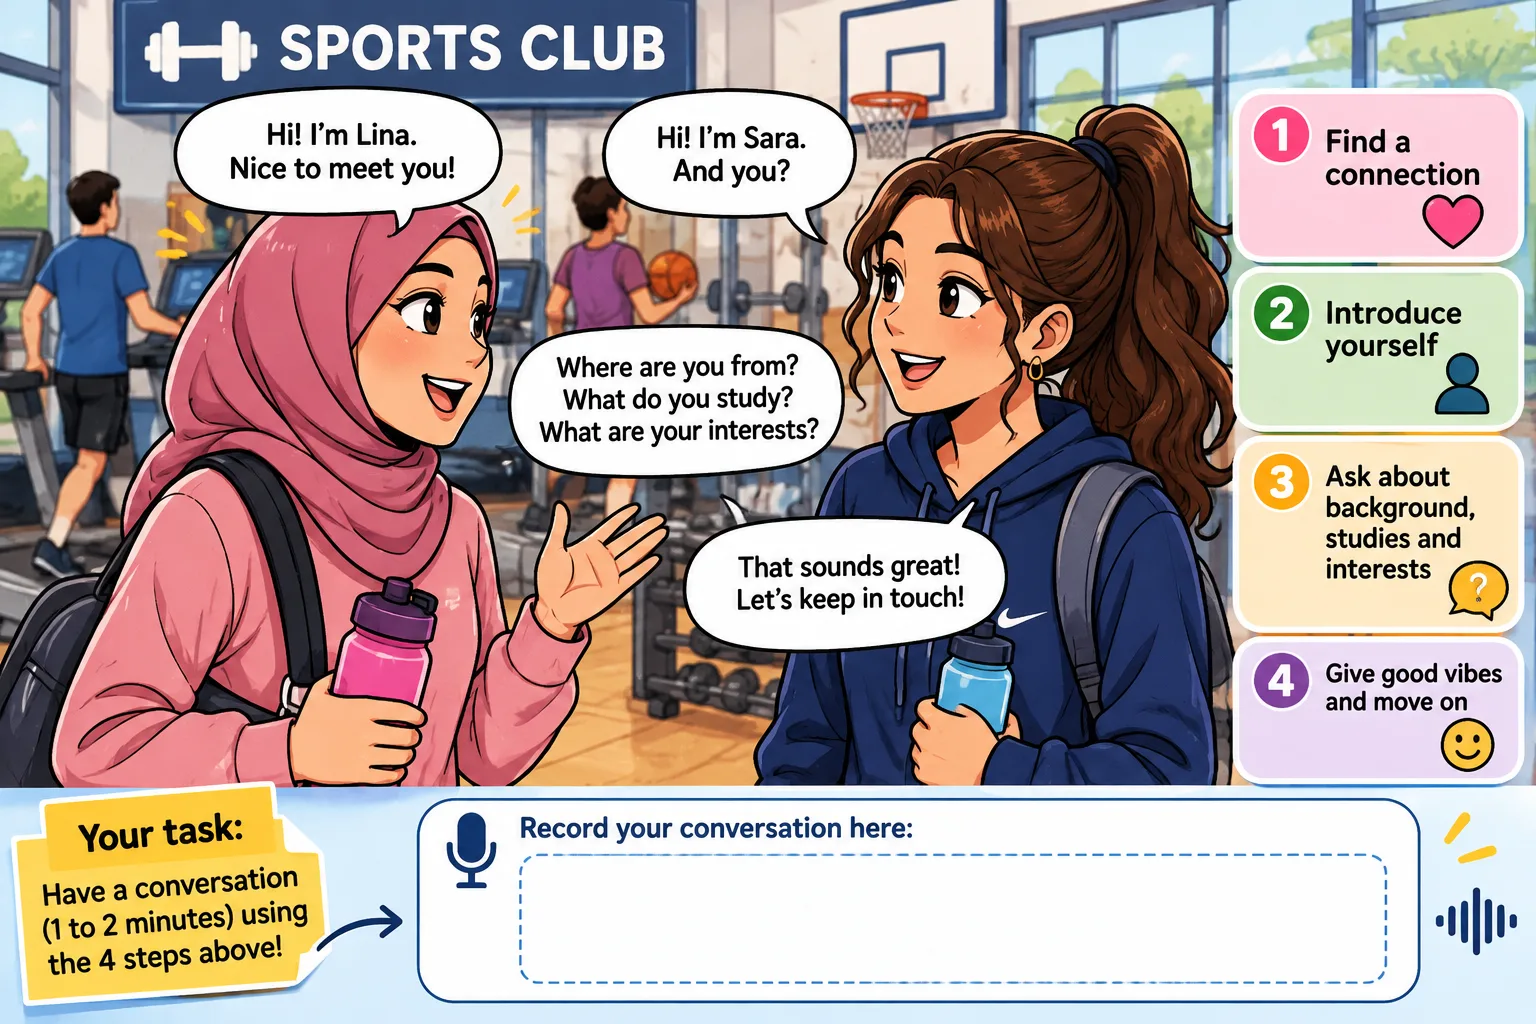 SPORTS CLUB
Hi! I'm Lina.
Nice to meet you!
Hi! I'm Sara.
And you?
Where are you from?
What do you study?
What are your interests?
That sounds great!
Let's keep in touch!
1
Find a
connection
2
Introduce
yourself
3
Ask about
background,
studies and
interests
?
4
Give good vibes
and move on
Your task:
Have a conversation
(1 to 2 minutes) using
the 4 steps above!
Record your conversation here: